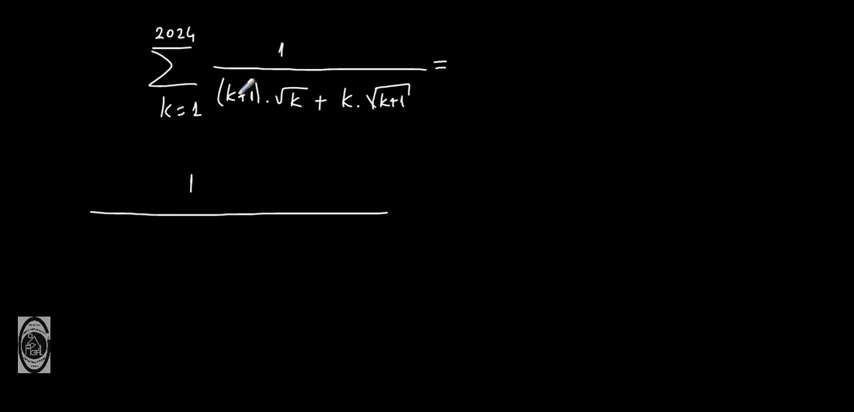 2024
∑ 1 / ((k+1)·√k + k·√(k+1)) =
k=1
1